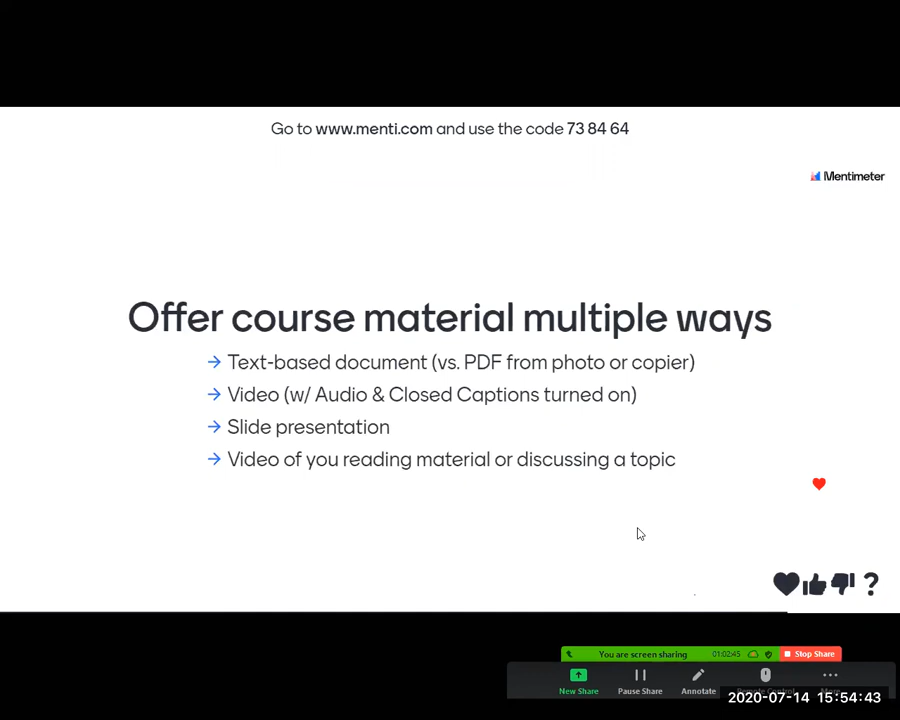 Go to www.menti.com and use the code 73 84 64
Mentimeter
Offer course material multiple ways
→ Text-based document (vs. PDF from photo or copier)
→ Video (w/ Audio & Closed Captions turned on)
→ Slide presentation
→ Video of you reading material or discussing a topic
?
You are screen sharing 01:02:45 Stop Share
New Share Pause Share Annotate
2020-07-14 15:54:43